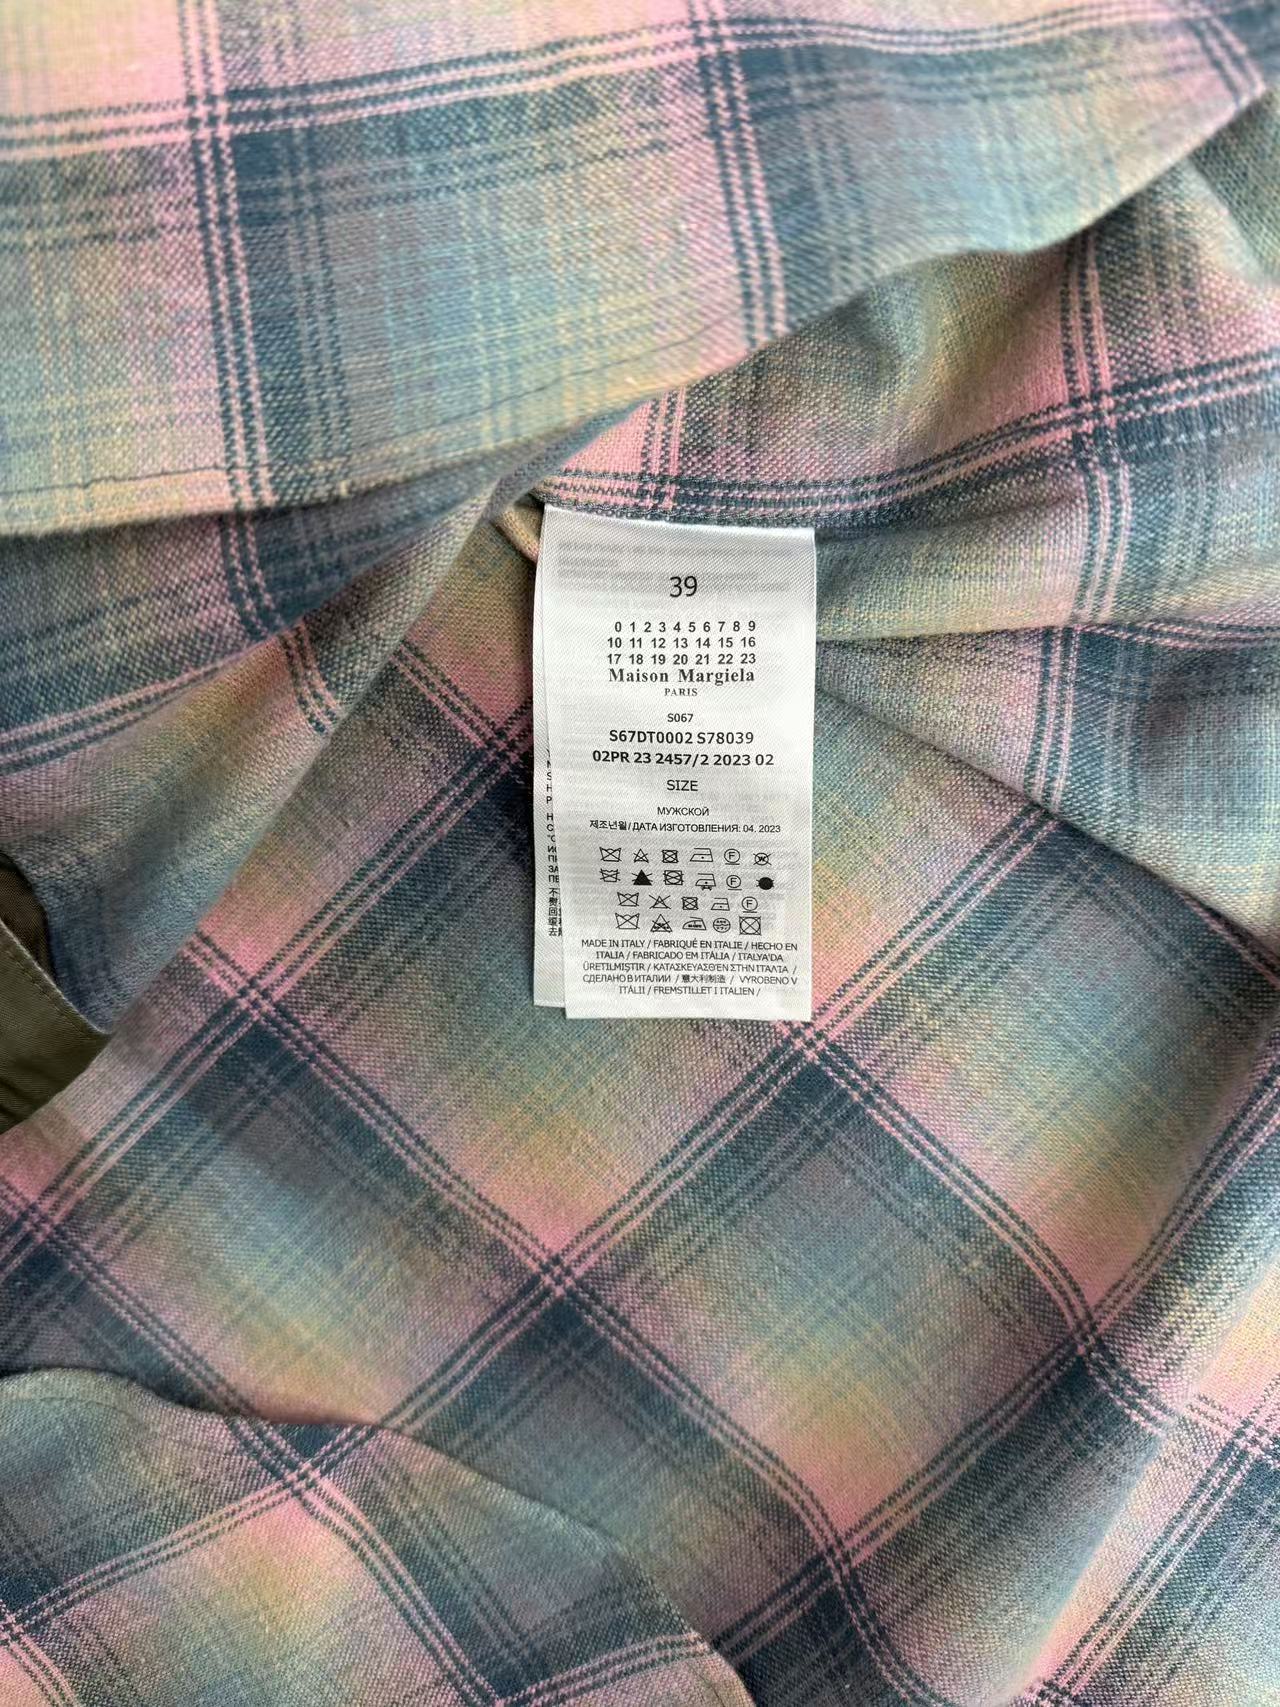 39
0 1 2 3 4 5 6 7 8 9
10 11 12 13 14 15 16
17 18 19 20 21 22 23
Maison Margiela
PARIS
S067
S67DT0002 S78039
02PR 23 2457/2 2023 02
SIZE
МУЖСКОЙ
제조년월/ДАТА ИЗГОТОВЛЕНИЯ: 04. 2023
MADE IN ITALY / FABRIQUÉ EN ITALIE / HECHO EN
ITALIA / FABRICADO EM ITÁLIA / ITALYA'DA
ÜRETILMIŞTIR / ΚΑΤΑΣΚΕΥΑΣΘΕΝ ΣΤΗΝ ΙΤΑΛΊΑ /
СДЕЛАНО В ИТАЛИИ / 意大利制造 / VYROBENO V
ITÁLII / FREMSTILLET I ITALIEN /